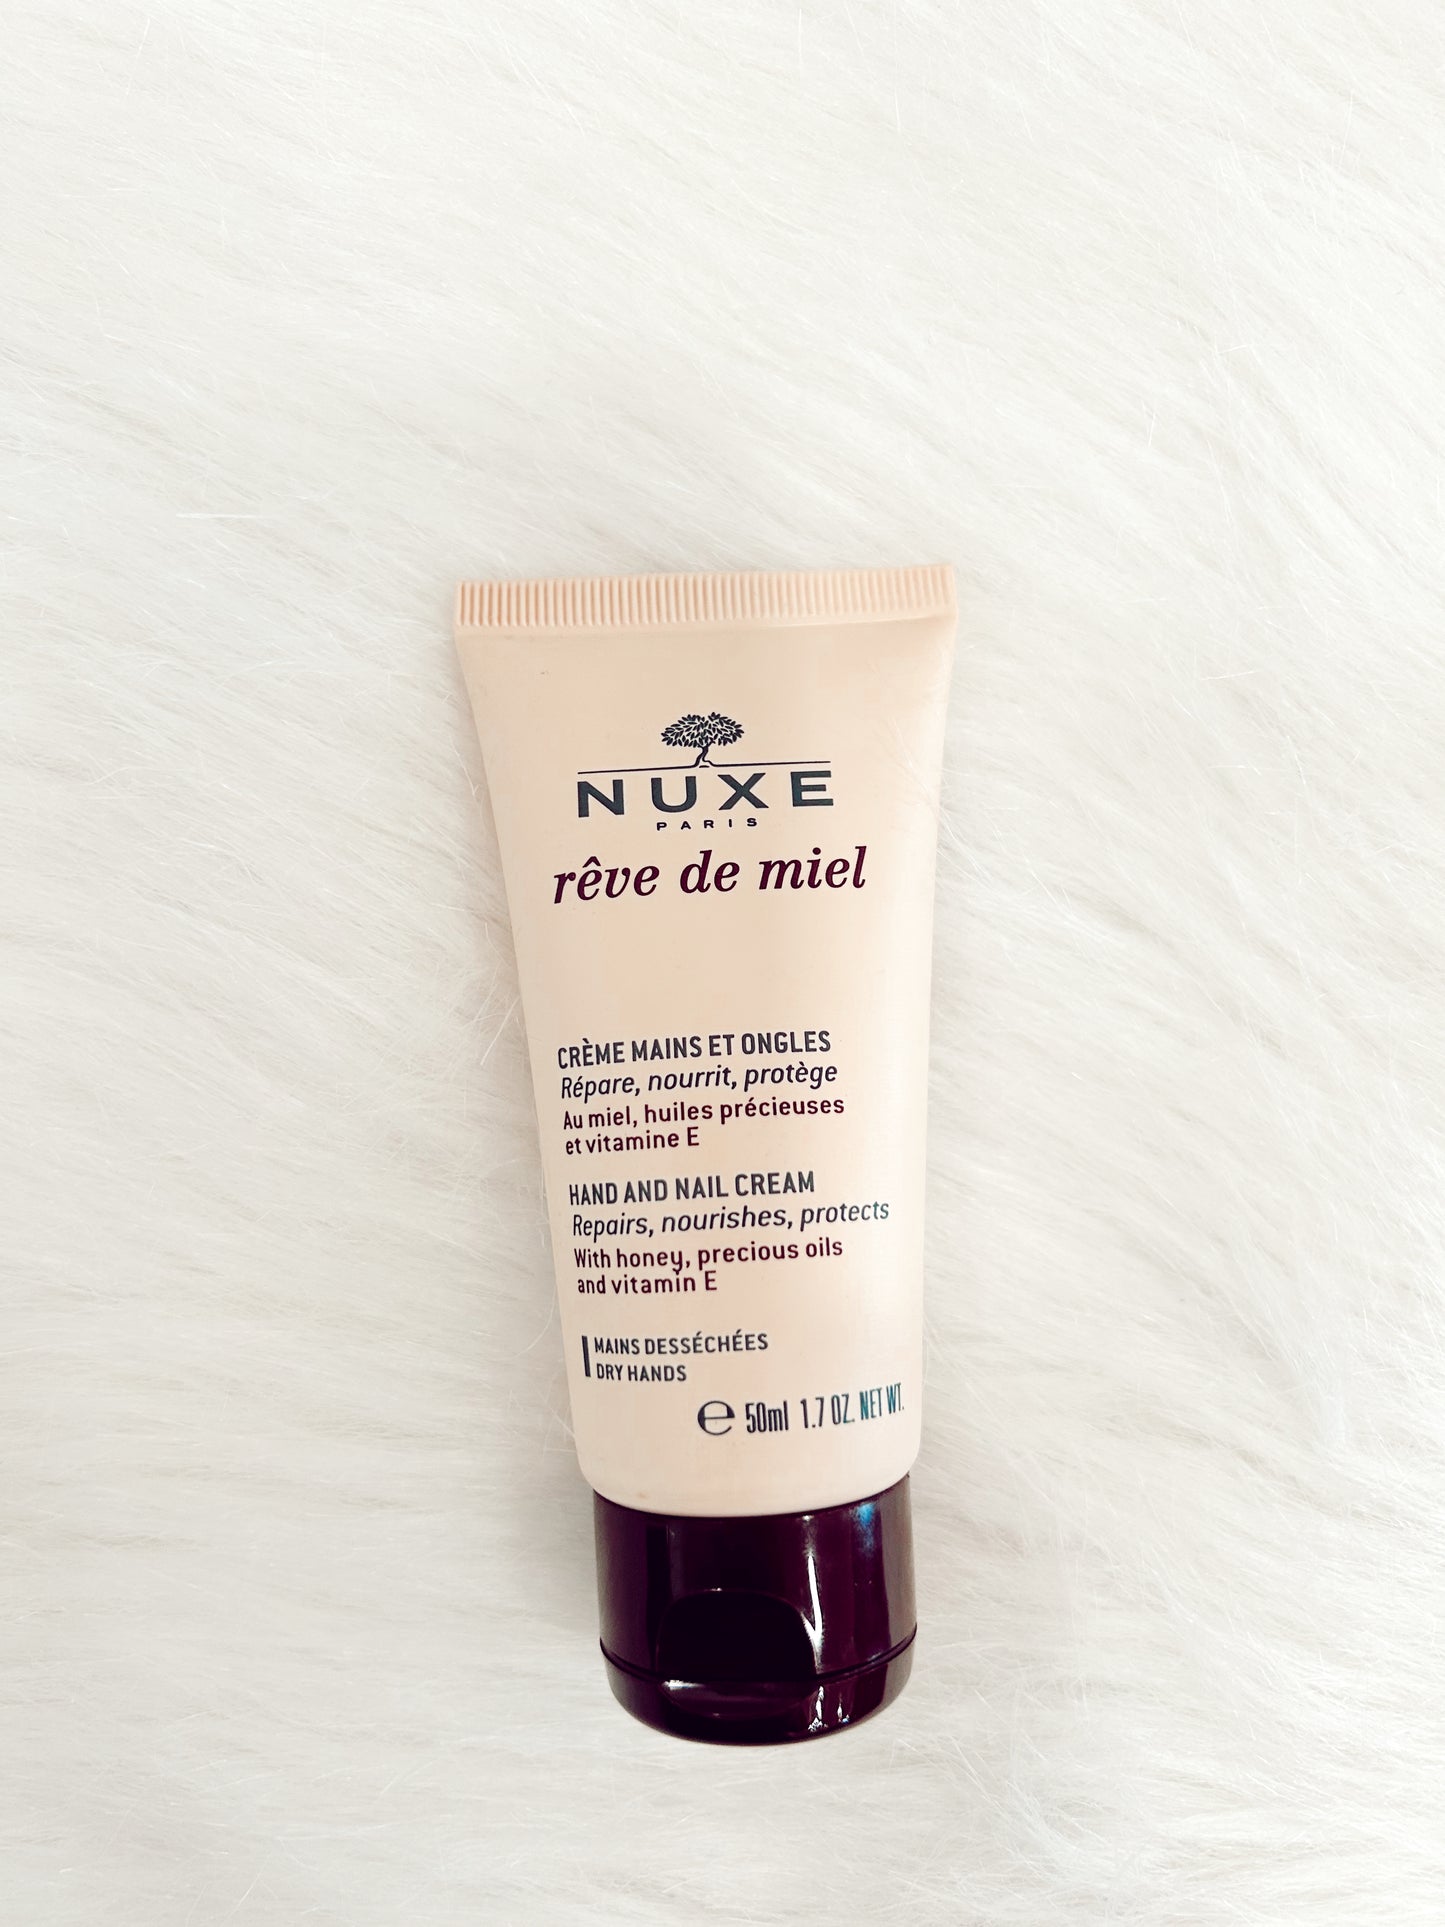 NUXE
PARIS
rêve de miel
CRÈME MAINS ET ONGLES
Répare, nourrit, protège
Au miel, huiles précieuses
et vitamine E
HAND AND NAIL CREAM
Repairs, nourishes, protects
With honey, precious oils
and vitamin E
MAINS DESSÉCHÉES
DRY HANDS
℮ 50ml 1.7 OZ. NET WT.